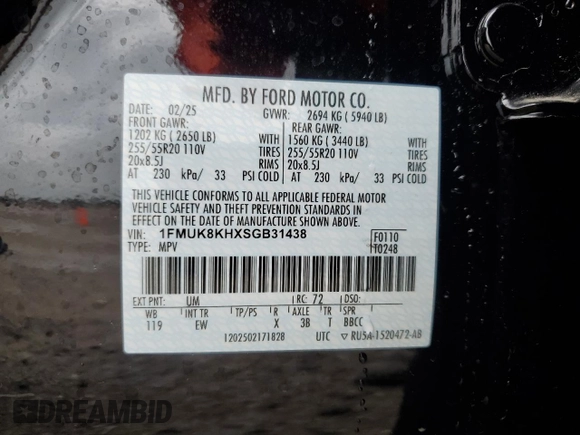 MFD. BY FORD MOTOR CO.
DATE: 02/25 GVWR: 2694 KG ( 5940 LB)
FRONT GAWR: REAR GAWR:
1202 KG ( 2650 LB) WITH 1560 KG ( 3440 LB) WITH
255/55R20 110V TIRES 255/55R20 110V TIRES
20x8.5J RIMS 20x8.5J RIMS
AT 230 kPa/ 33 PSI COLD AT 230 kPa/ 33 PSI COLD
THIS VEHICLE CONFORMS TO ALL APPLICABLE FEDERAL MOTOR
VEHICLE SAFETY AND THEFT PREVENTION STANDARDS IN
EFFECT ON THE DATE OF MANUFACTURE SHOWN ABOVE.
VIN: 1FMUK8KHXSGB31438 F0110
TYPE: MPV T0248
EXT PNT: UM RC: 72 DSO:
WB INT TR TP/PS R AXLE TR SPR
119 EW X 3B T BBCC
1202502171828 UTC ▽ RU5A-1520472-AB
DREAMBID